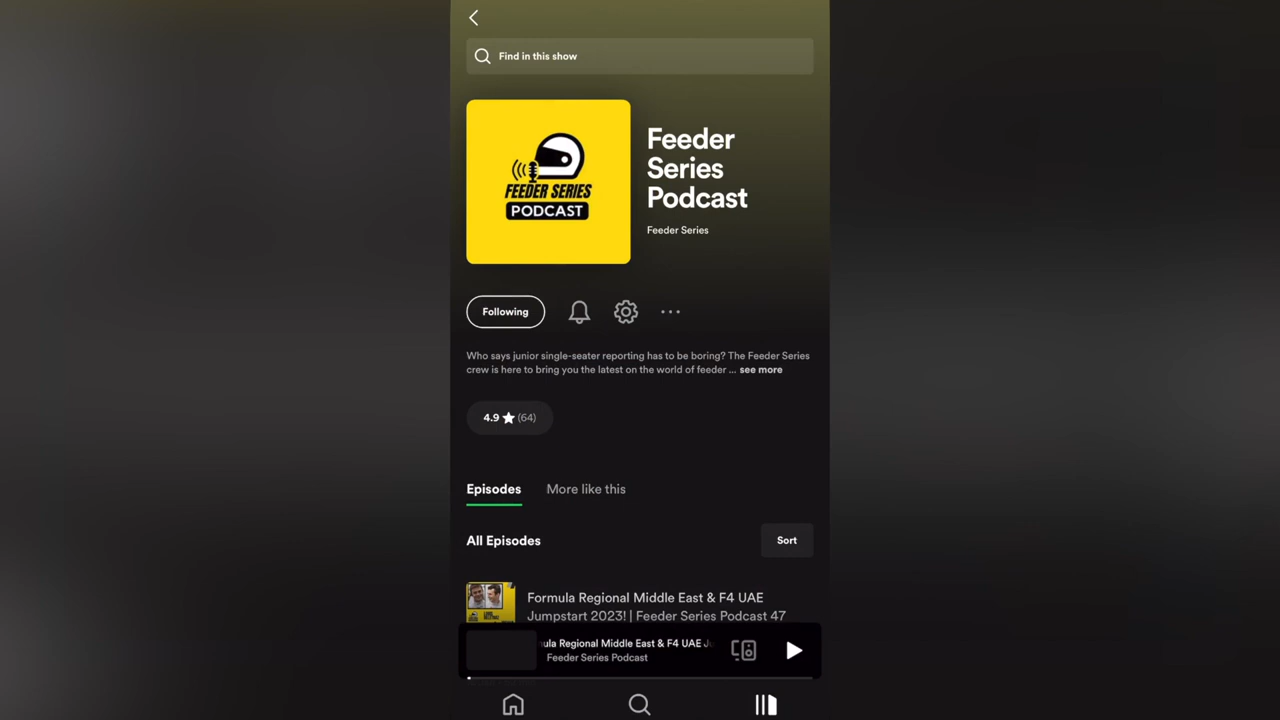 Find in this show
FEEDER SERIES
PODCAST
Feeder
Series
Podcast
Feeder Series
Following
Who says junior single-seater reporting has to be boring? The Feeder Series
crew is here to bring you the latest on the world of feeder ... see more
4.9 ★ (64)
Episodes
More like this
All Episodes
Sort
Formula Regional Middle East & F4 UAE
Jumpstart 2023! | Feeder Series Podcast 47
Regional Middle East & F4 UAE
Feeder Series Podcast